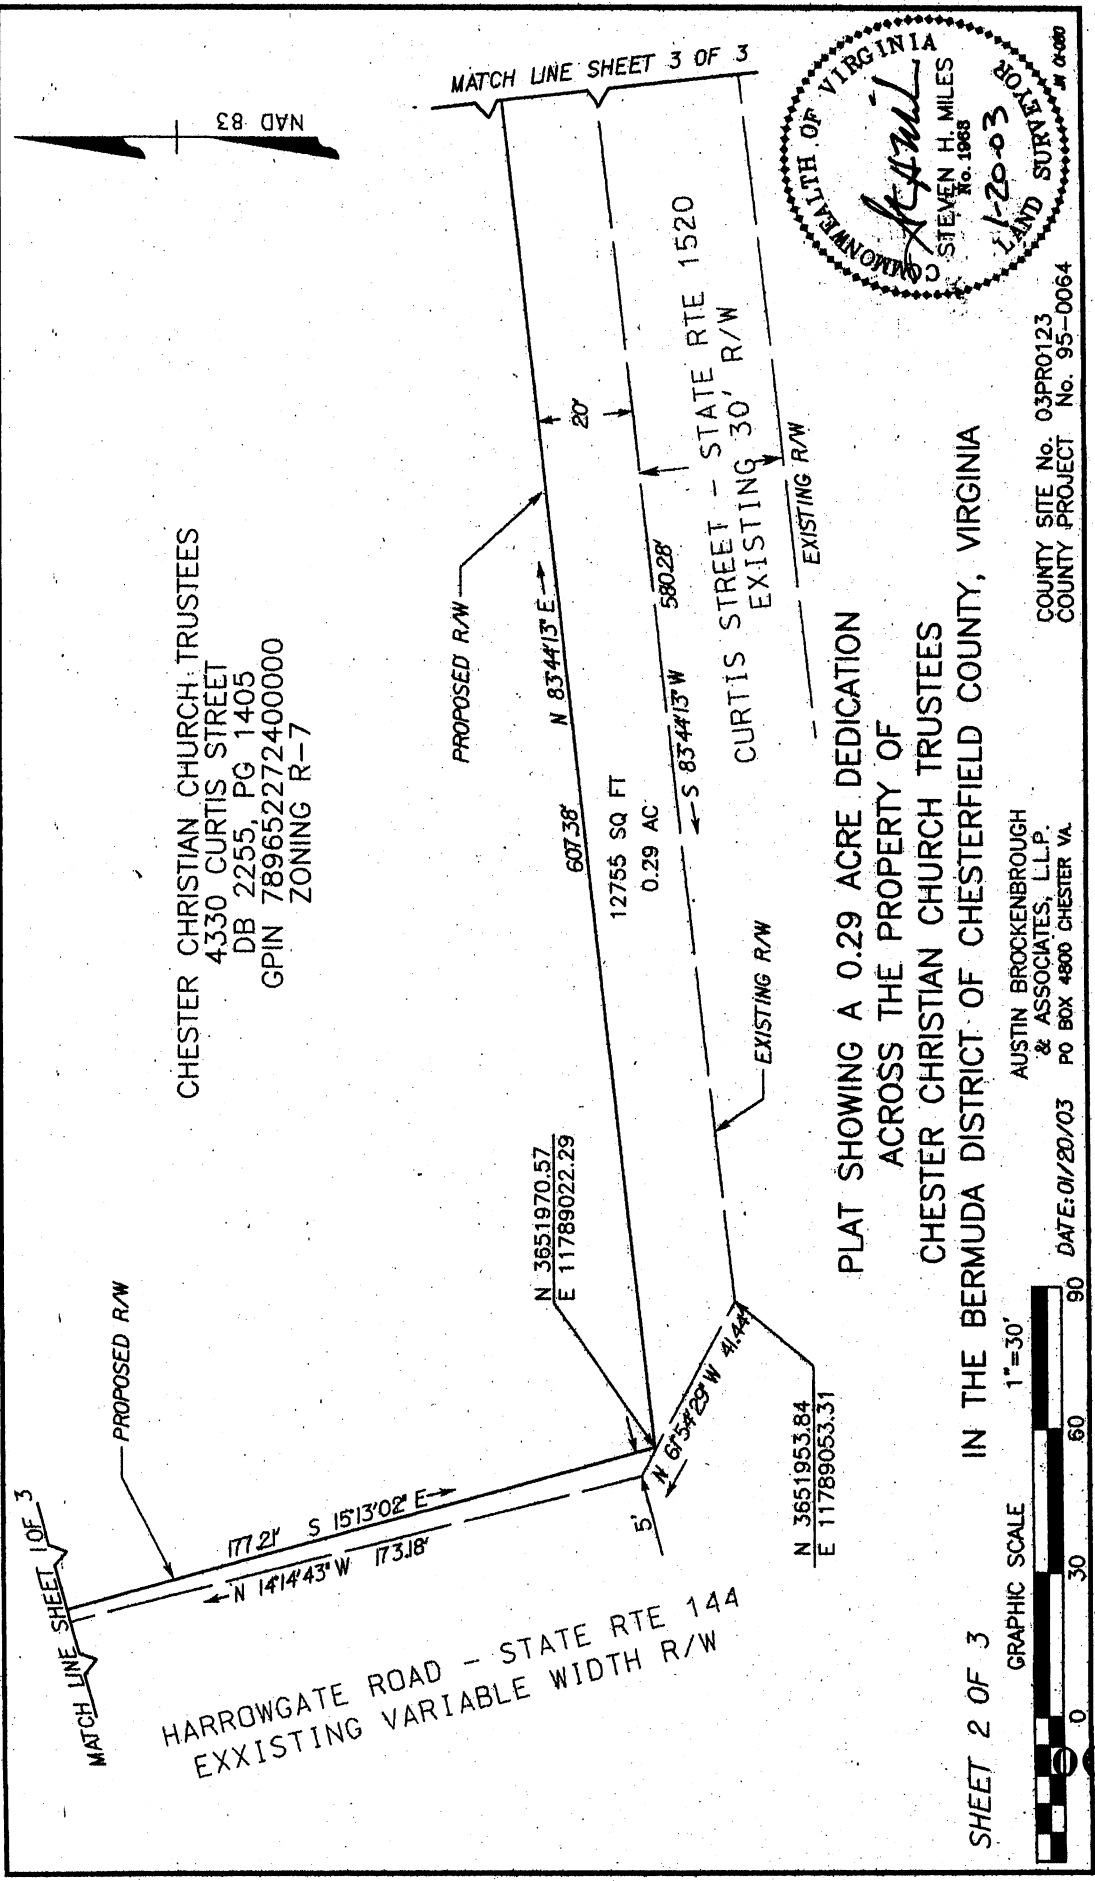 MATCH LINE SHEET 1 OF 3
PROPOSED R/W
177.21' S 15°13'02" E
N 14°14'43" W 173.18'
HARROWGATE ROAD - STATE RTE 144
EXXISTING VARIABLE WIDTH R/W
CHESTER CHRISTIAN CHURCH TRUSTEES
4330 CURTIS STREET
DB 2255, PG 1405
GPIN 789652272400000
ZONING R-7
NAD 83
MATCH LINE SHEET 3 OF 3
N 3651970.57
E 11789022.29
PROPOSED R/W
607.38' N 83°44'13" E
20'
12755 SQ FT
0.29 AC
S 83°44'13" W 580.28'
CURTIS STREET - STATE RTE 1520
EXISTING 30' R/W
EXISTING R/W
EXISTING R/W
5'
N 61°54'29" W 41.44'
N 3651953.84
E 11789053.31
PLAT SHOWING A 0.29 ACRE DEDICATION
ACROSS THE PROPERTY OF
CHESTER CHRISTIAN CHURCH TRUSTEES
IN THE BERMUDA DISTRICT OF CHESTERFIELD COUNTY, VIRGINIA
COMMONWEALTH OF VIRGINIA
STEVEN H. MILES
No. 1968
1-20-03
LAND SURVEYOR
SHEET 2 OF 3
GRAPHIC SCALE 1"=30'
0 30 60 90
DATE: 01/20/03
AUSTIN BROCKENBROUGH
& ASSOCIATES, L.L.P.
PO BOX 4800 CHESTER VA.
COUNTY SITE No. 03PR0123
COUNTY PROJECT No. 95-0064